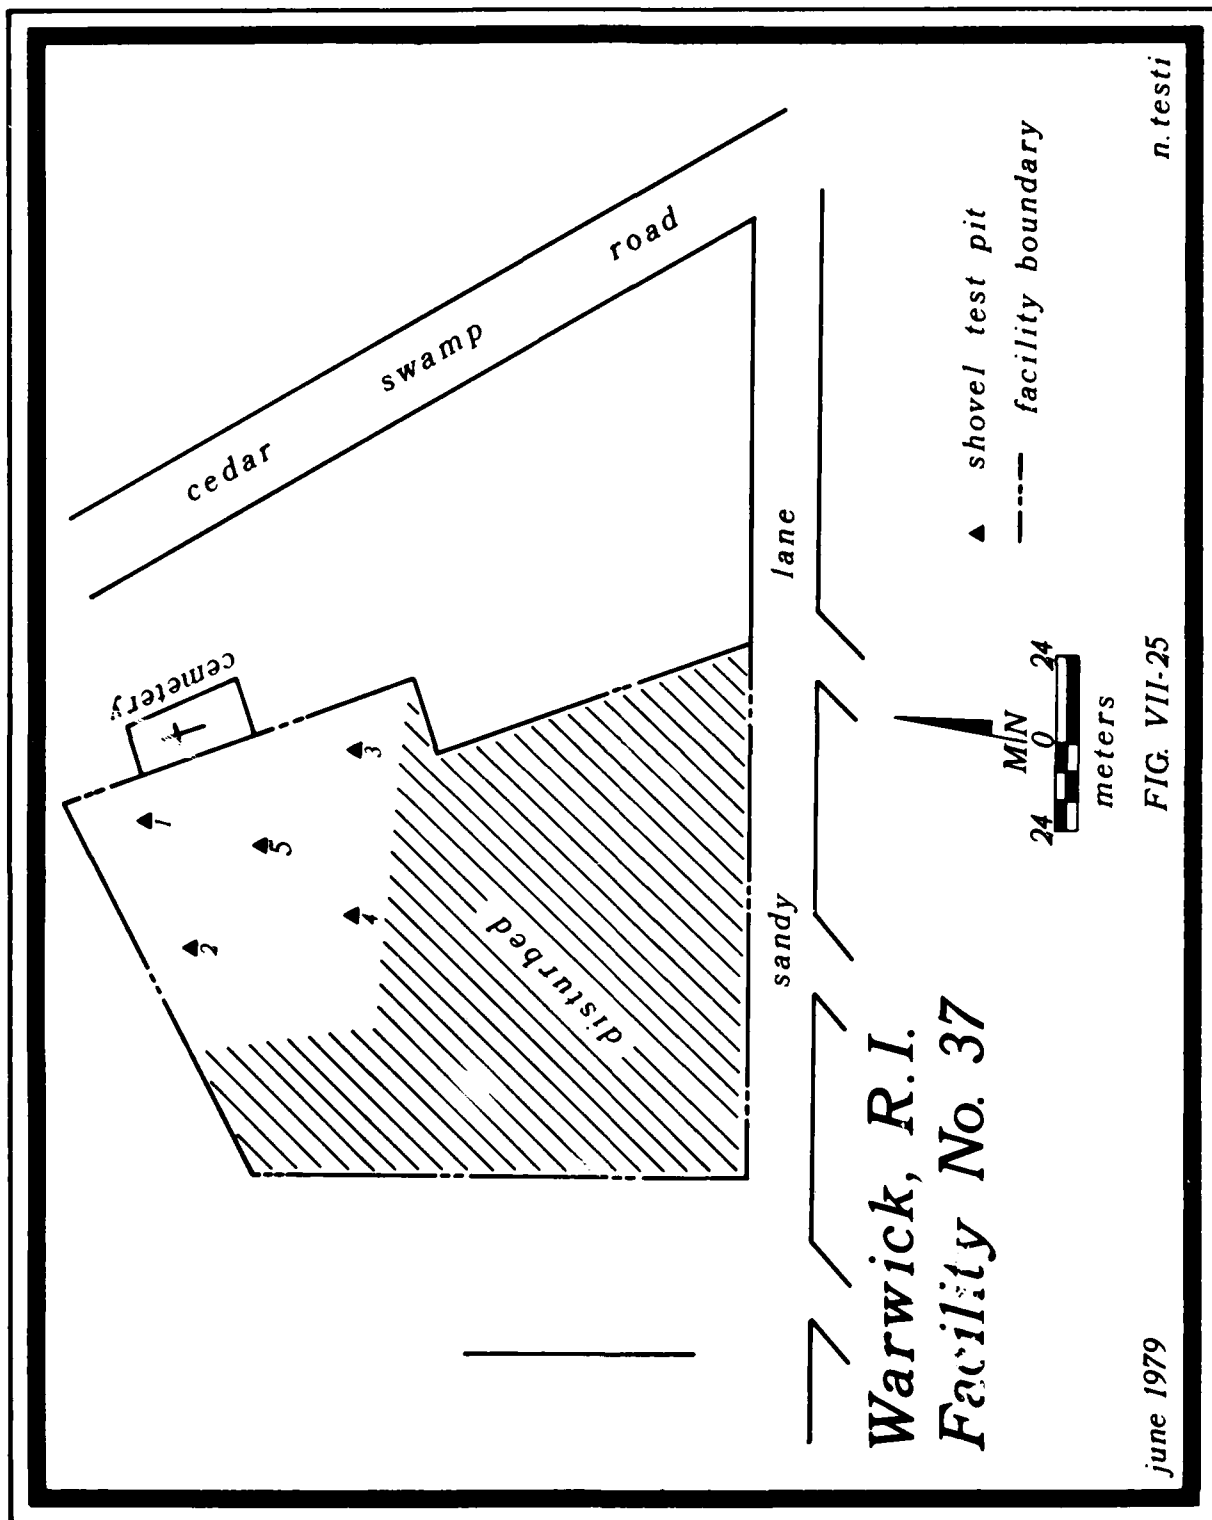 cemetery
cedar swamp road
1
2
5
3
4
disturbed
sandy lane
Warwick, R.I.
Facility No. 37
MN
24 0 24
meters
▲ shovel test pit
facility boundary
june 1979
FIG. VII-25
n. testi